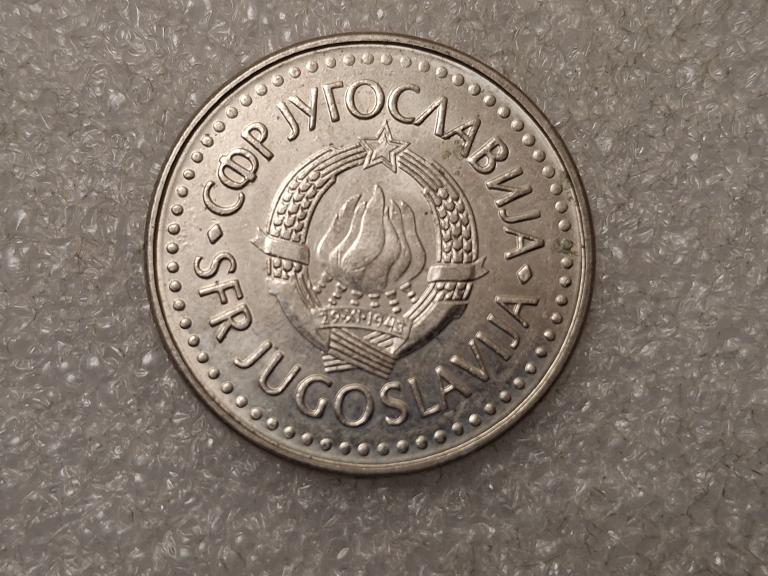 СФР ЈУГОСЛАВИЈА
SFR JUGOSLAVIJA
29·XI·1943